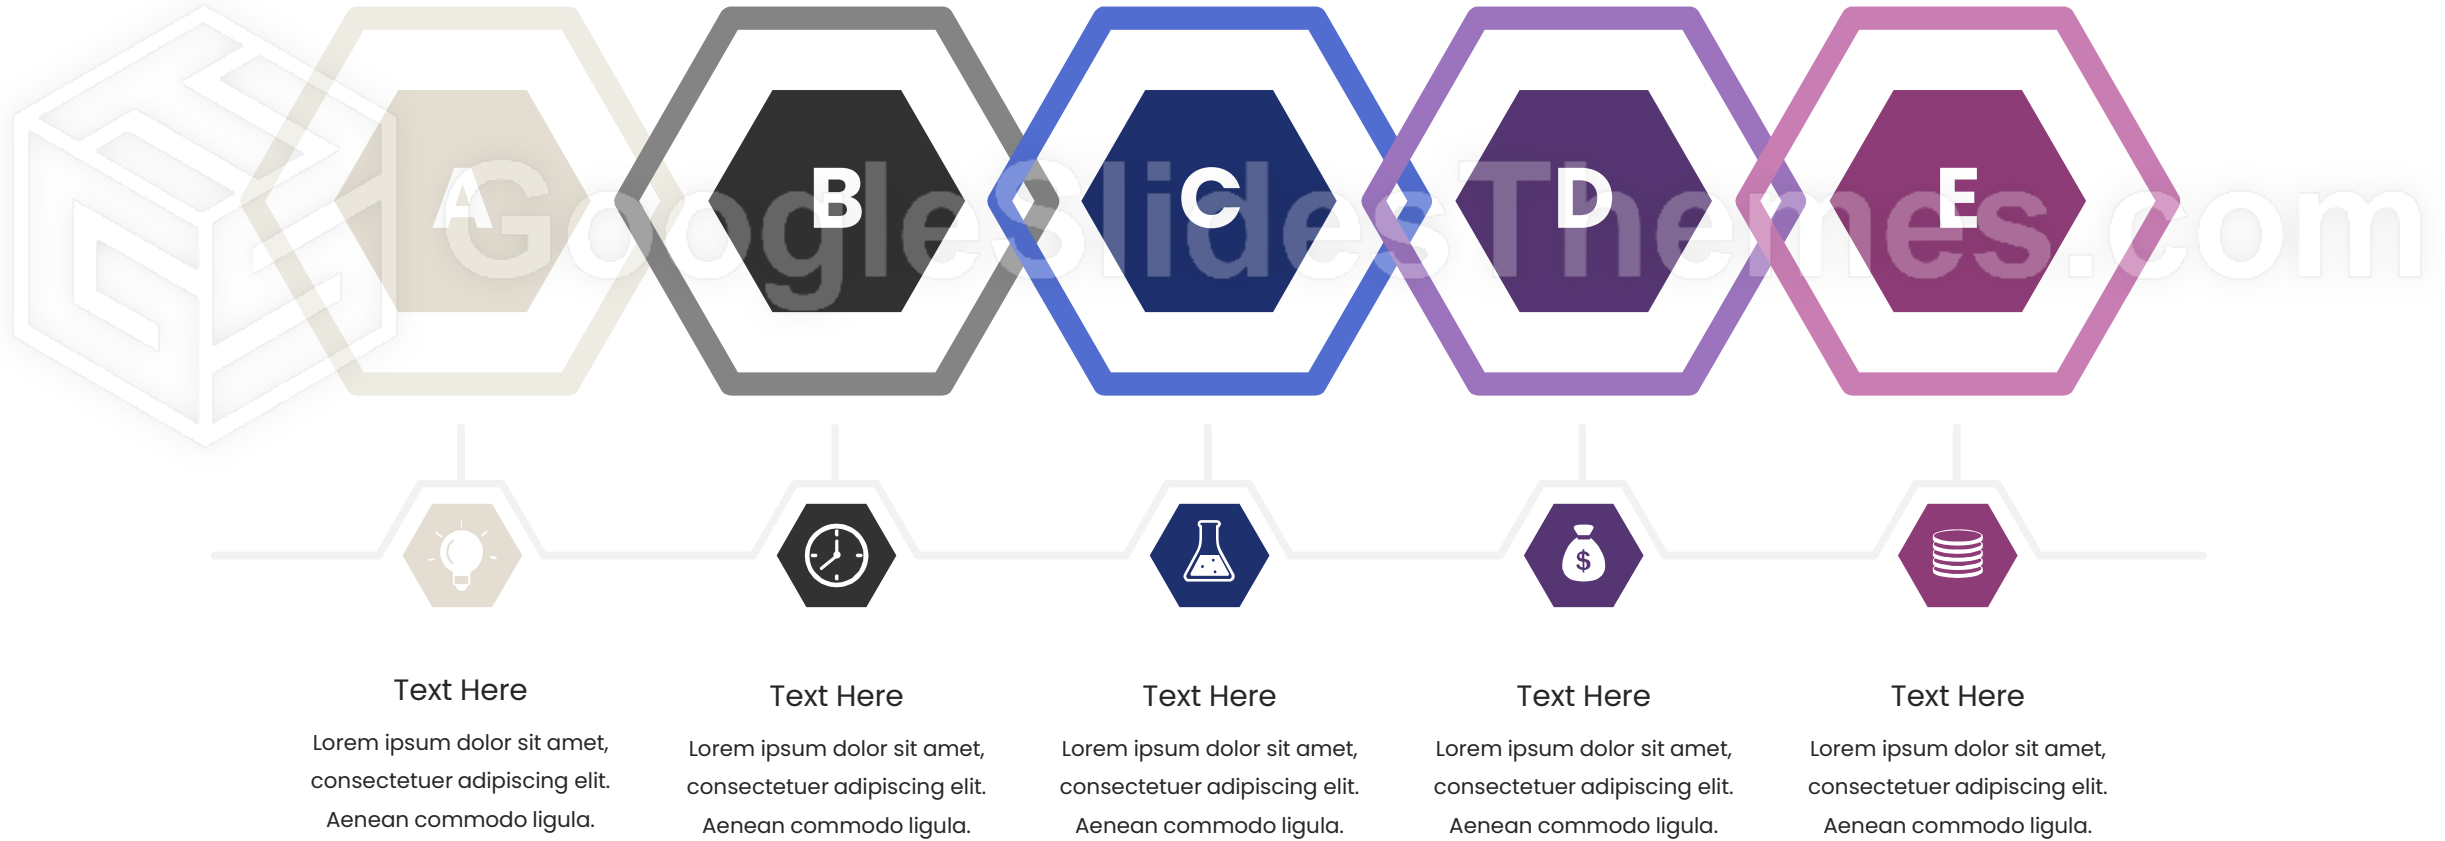 A
B
C
D
E
GoogleSlidesThemes.com
$
Text Here
Lorem ipsum dolor sit amet,
consectetuer adipiscing elit.
Aenean commodo ligula.
Text Here
Lorem ipsum dolor sit amet,
consectetuer adipiscing elit.
Aenean commodo ligula.
Text Here
Lorem ipsum dolor sit amet,
consectetuer adipiscing elit.
Aenean commodo ligula.
Text Here
Lorem ipsum dolor sit amet,
consectetuer adipiscing elit.
Aenean commodo ligula.
Text Here
Lorem ipsum dolor sit amet,
consectetuer adipiscing elit.
Aenean commodo ligula.